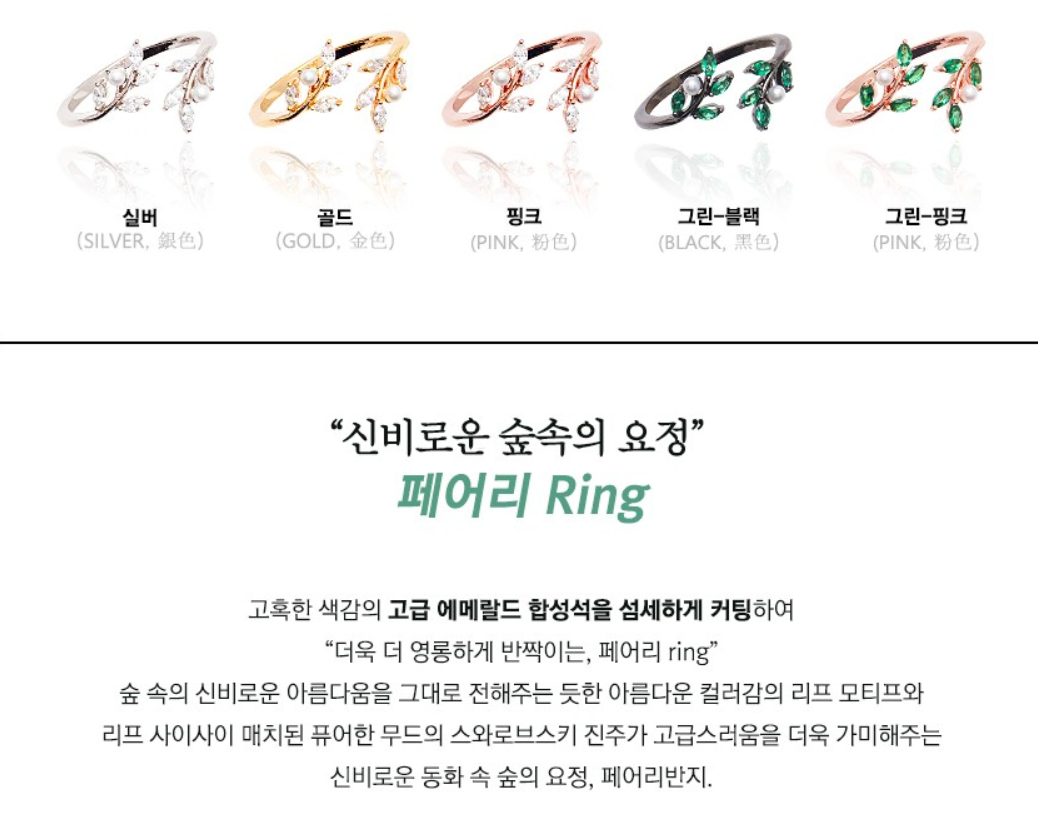 실버 골드 핑크 그린-블랙 그린-핑크
(SILVER, 銀色) (GOLD, 金色) (PINK, 粉色) (BLACK, 黑色) (PINK, 粉色)
“신비로운 숲속의 요정”
페어리 Ring
고혹한 색감의 고급 에메랄드 합성석을 섬세하게 커팅하여
“더욱 더 영롱하게 반짝이는, 페어리 ring”
숲 속의 신비로운 아름다움을 그대로 전해주는 듯한 아름다운 컬러감의 리프 모티프와
리프 사이사이 매치된 퓨어한 무드의 스와로브스키 진주가 고급스러움을 더욱 가미해주는
신비로운 동화 속 숲의 요정, 페어리반지.